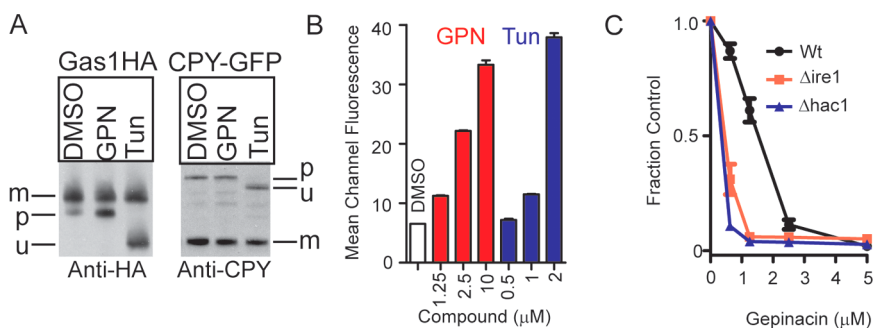 A
Gas1HA CPY-GFP
DMSO GPN Tun DMSO GPN Tun
m
p
u
p
u
m
Anti-HA Anti-CPY
B
Mean Channel Fluorescence
40
30
20
10
0
GPN Tun
DMSO
1.25 2.5 10 0.5 1 2
Compound (μM)
C
Fraction Control
1.0
0.5
0
Wt
Δire1
Δhac1
0 1 2 3 4 5
Gepinacin (μM)